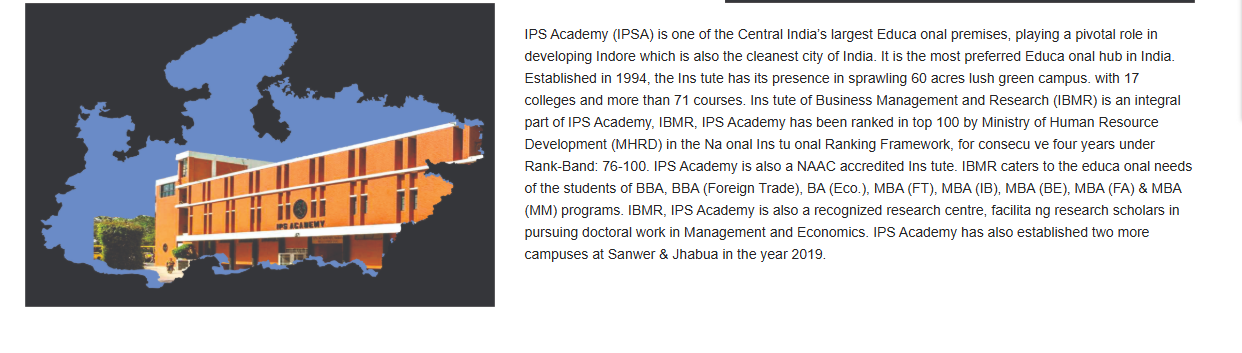 IPS Academy (IPSA) is one of the Central India's largest Educa onal premises, playing a pivotal role in
developing Indore which is also the cleanest city of India. It is the most preferred Educa onal hub in India.
Established in 1994, the Ins tute has its presence in sprawling 60 acres lush green campus. with 17
colleges and more than 71 courses. Ins tute of Business Management and Research (IBMR) is an integral
part of IPS Academy, IBMR, IPS Academy has been ranked in top 100 by Ministry of Human Resource
Development (MHRD) in the Na onal Ins tu onal Ranking Framework, for consecu ve four years under
Rank-Band: 76-100. IPS Academy is also a NAAC accredited Ins tute. IBMR caters to the educa onal needs
of the students of BBA, BBA (Foreign Trade), BA (Eco.), MBA (FT), MBA (IB), MBA (BE), MBA (FA) & MBA
(MM) programs. IBMR, IPS Academy is also a recognized research centre, facilita ng research scholars in
pursuing doctoral work in Management and Economics. IPS Academy has also established two more
campuses at Sanwer & Jhabua in the year 2019.
IPS ACADEMY